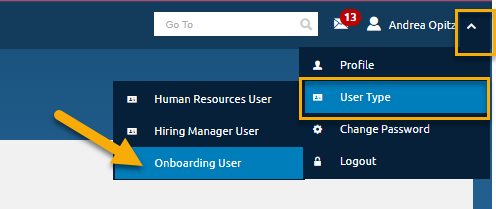 Go To
13
Andrea Opitz
Profile
Human Resources User
User Type
Hiring Manager User
Change Password
Onboarding User
Logout